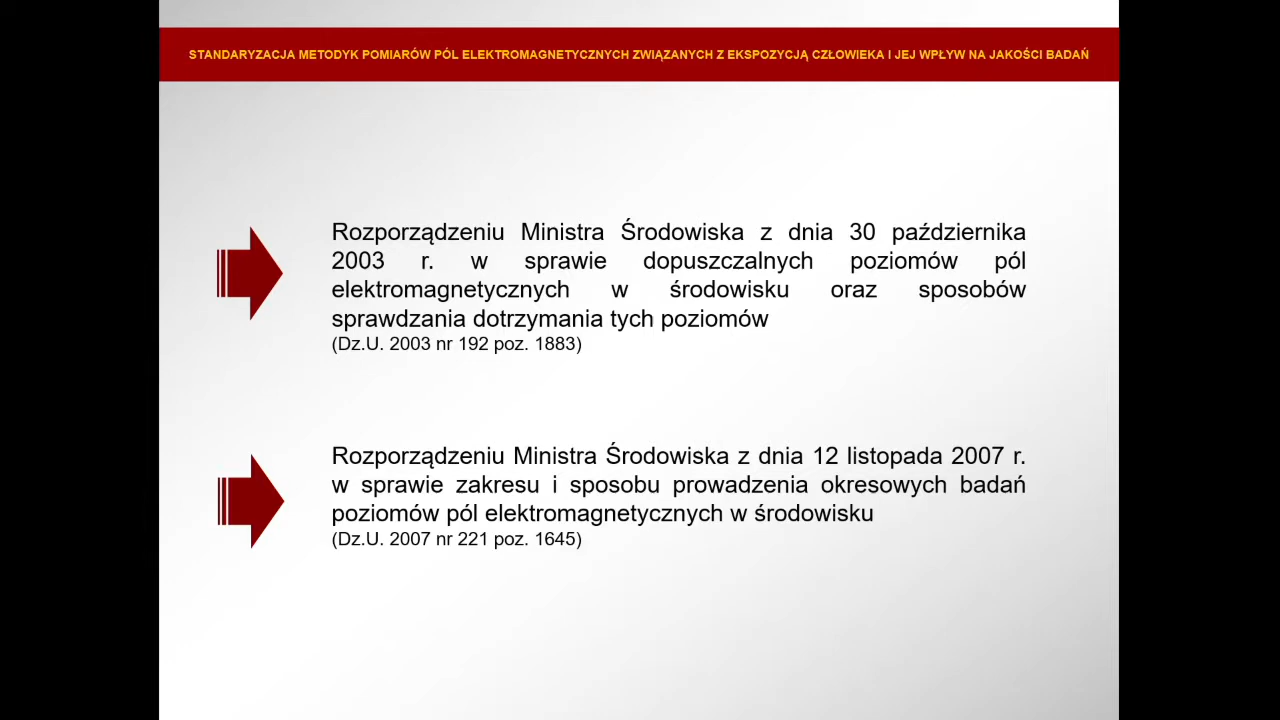 STANDARYZACJA METODYK POMIARÓW PÓL ELEKTROMAGNETYCZNYCH ZWIĄZANYCH Z EKSPOZYCJĄ CZŁOWIEKA I JEJ WPŁYW NA JAKOŚCI BADAŃ
Rozporządzeniu Ministra Środowiska z dnia 30 października
2003 r. w sprawie dopuszczalnych poziomów pól
elektromagnetycznych w środowisku oraz sposobów
sprawdzania dotrzymania tych poziomów
(Dz.U. 2003 nr 192 poz. 1883)
Rozporządzeniu Ministra Środowiska z dnia 12 listopada 2007 r.
w sprawie zakresu i sposobu prowadzenia okresowych badań
poziomów pól elektromagnetycznych w środowisku
(Dz.U. 2007 nr 221 poz. 1645)